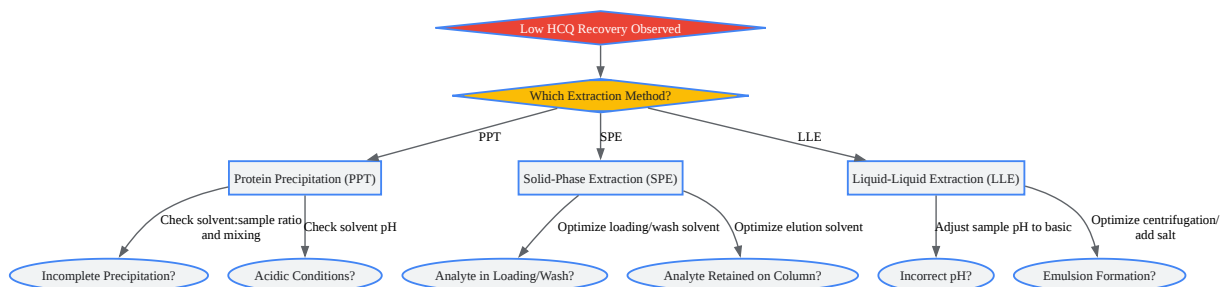 Low HCQ Recovery Observed
Which Extraction Method?
PPT
SPE
LLE
Protein Precipitation (PPT)
Solid-Phase Extraction (SPE)
Liquid-Liquid Extraction (LLE)
Check solvent:sample ratio
and mixing
Check solvent pH
Optimize loading/wash solvent
Optimize elution solvent
Adjust sample pH to basic
Optimize centrifugation/
add salt
Incomplete Precipitation?
Acidic Conditions?
Analyte in Loading/Wash?
Analyte Retained on Column?
Incorrect pH?
Emulsion Formation?